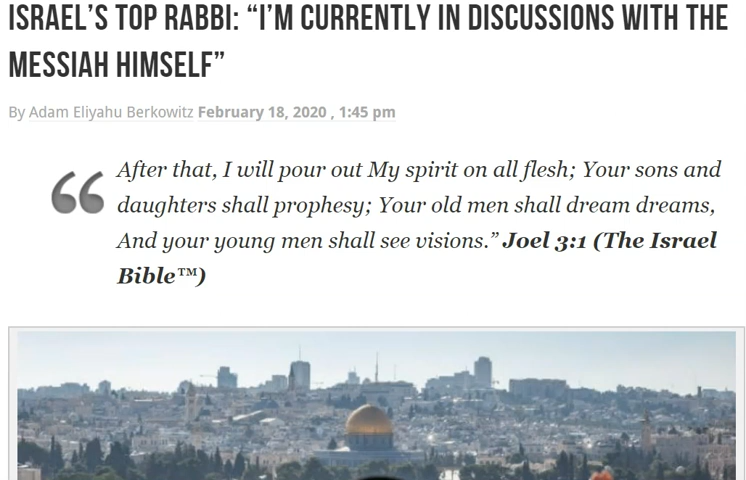 ISRAEL’S TOP RABBI: “I’M CURRENTLY IN DISCUSSIONS WITH THE
MESSIAH HIMSELF”
By Adam Eliyahu Berkowitz February 18, 2020 , 1:45 pm
“ After that, I will pour out My spirit on all flesh; Your sons and
daughters shall prophesy; Your old men shall dream dreams,
And your young men shall see visions.” Joel 3:1 (The Israel
Bible™)